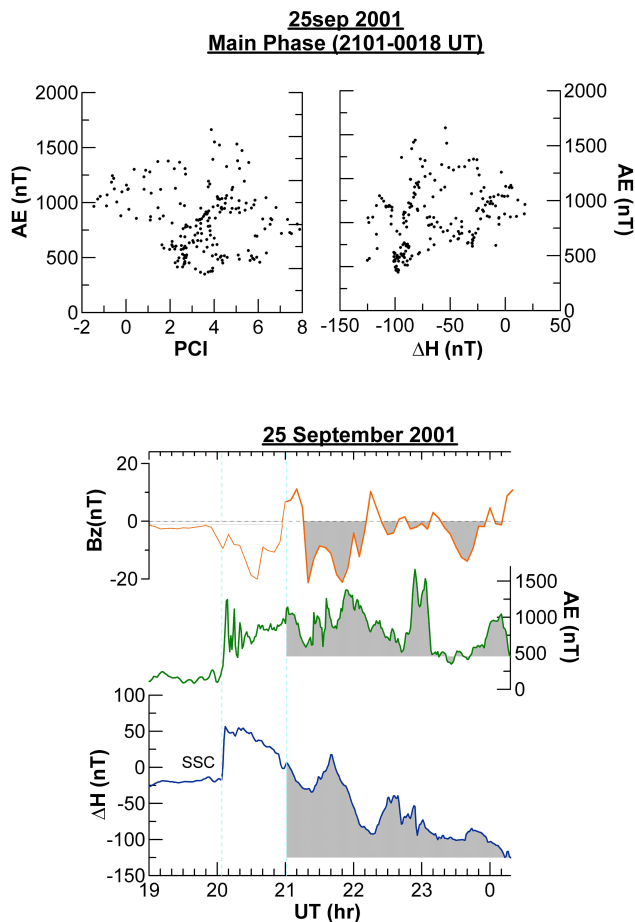 25sep 2001
Main Phase (2101-0018 UT)
2000
1500
1000
500
0
AE (nT)
-2 0 2 4 6 8
PCI
2000
1500
1000
500
0
AE (nT)
-150 -100 -50 0 50
ΔH (nT)
25 September 2001
20
0
-20
Bz(nT)
1500
1000
500
0
AE (nT)
100
50
0
-50
-100
-150
ΔH (nT)
SSC
19 20 21 22 23 0
UT (hr)